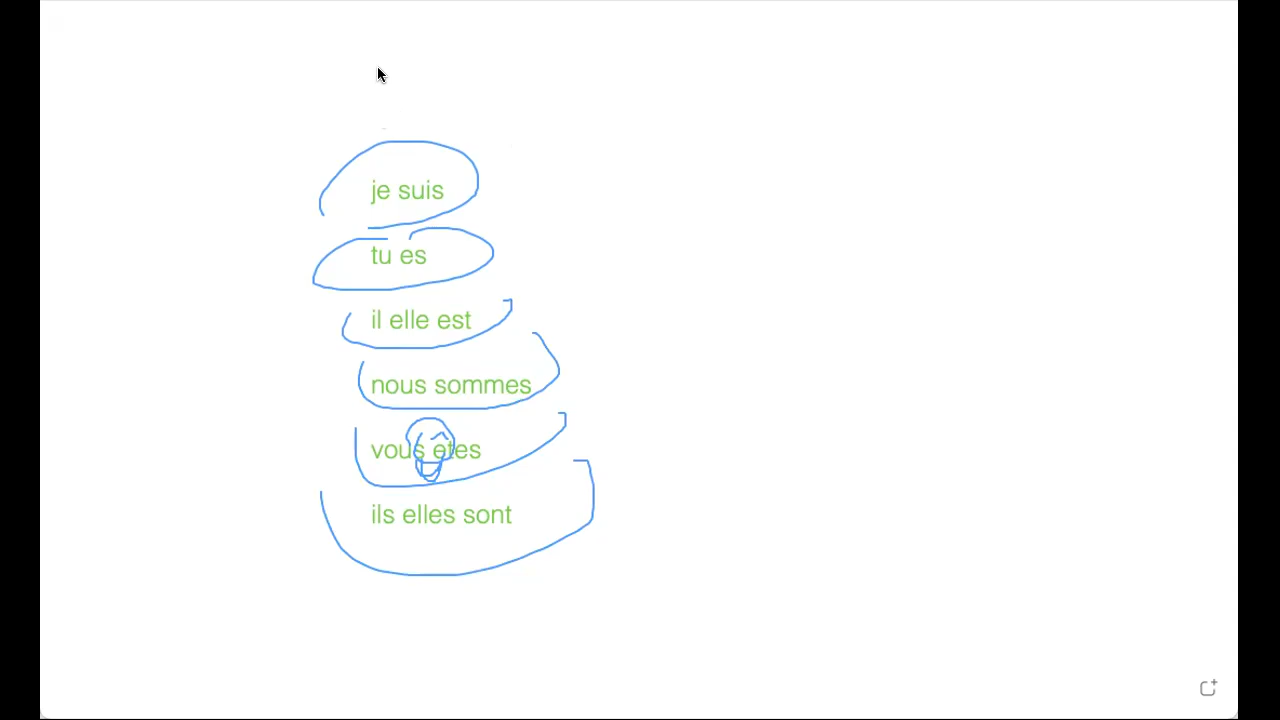 je suis
tu es
il elle est
nous sommes
vous etes
ils elles sont